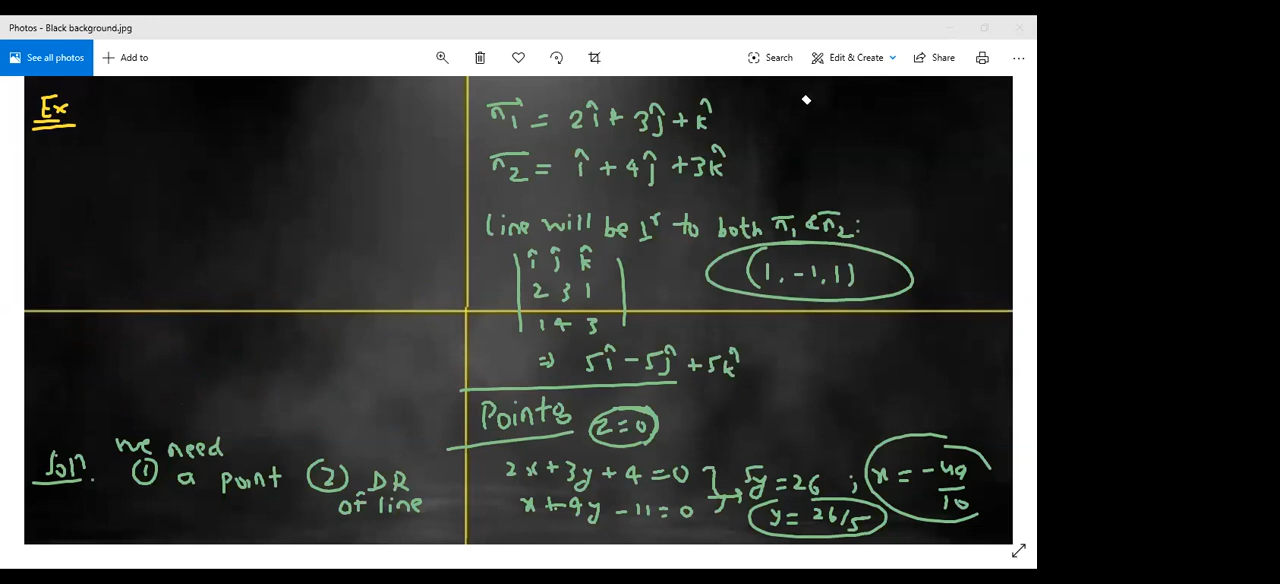 Photos - Black background.jpg
See all photos + Add to Search Edit & Create Share
Ex
n₁ = 2î + 3ĵ + k̂
n₂ = î + 4ĵ + 3k̂
line will be ⊥ʳ to both n̄₁ & n̄₂:
| î ĵ k̂ |
| 2 3 1 | (1, -1, 1)
| 1 4 3 |
⇒ 5î - 5ĵ + 5k̂
Point z=0
Solⁿ. we need
① a point ② DR
of line
2x + 3y + 4 = 0 } 5y = 26 ; x = -49/10
x + 4y - 11 = 0 y = 26/5